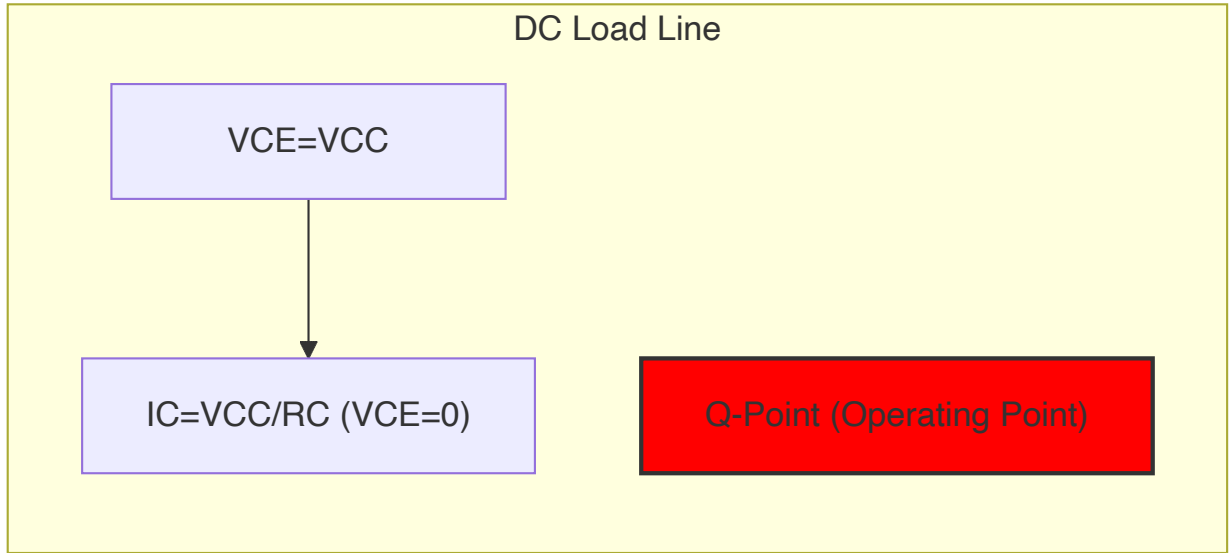 DC Load Line
VCE=VCC
IC=VCC/RC (VCE=0)
Q-Point (Operating Point)